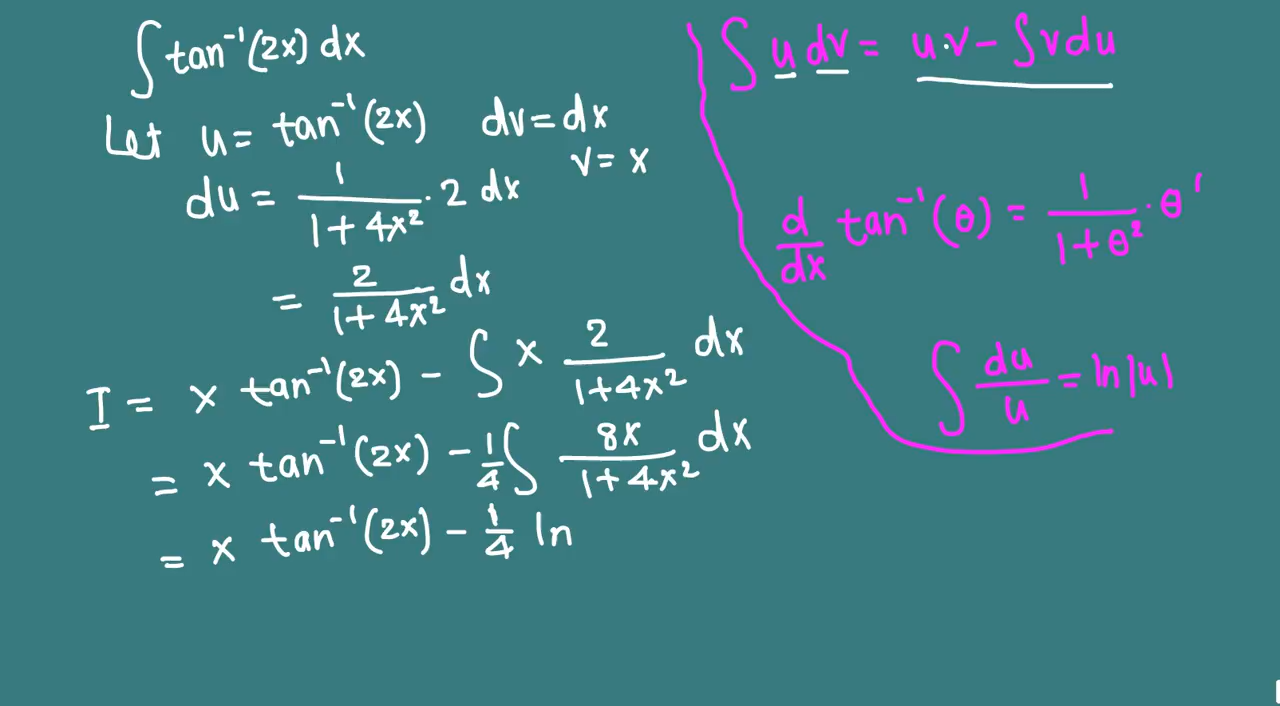 ∫ tan⁻¹(2x) dx
Let u = tan⁻¹(2x) dv = dx
v = x
du = 1/(1 + 4x²) · 2 dx
= 2/(1 + 4x²) dx
I = x tan⁻¹(2x) − ∫ x 2/(1+4x²) dx
= x tan⁻¹(2x) − 1/4 ∫ 8x/(1+4x²) dx
= x tan⁻¹(2x) − 1/4 ln
∫ u dv = u·v − ∫ v du
d/dx tan⁻¹(θ) = 1/(1+θ²) · θ'
∫ du/u = ln|u|